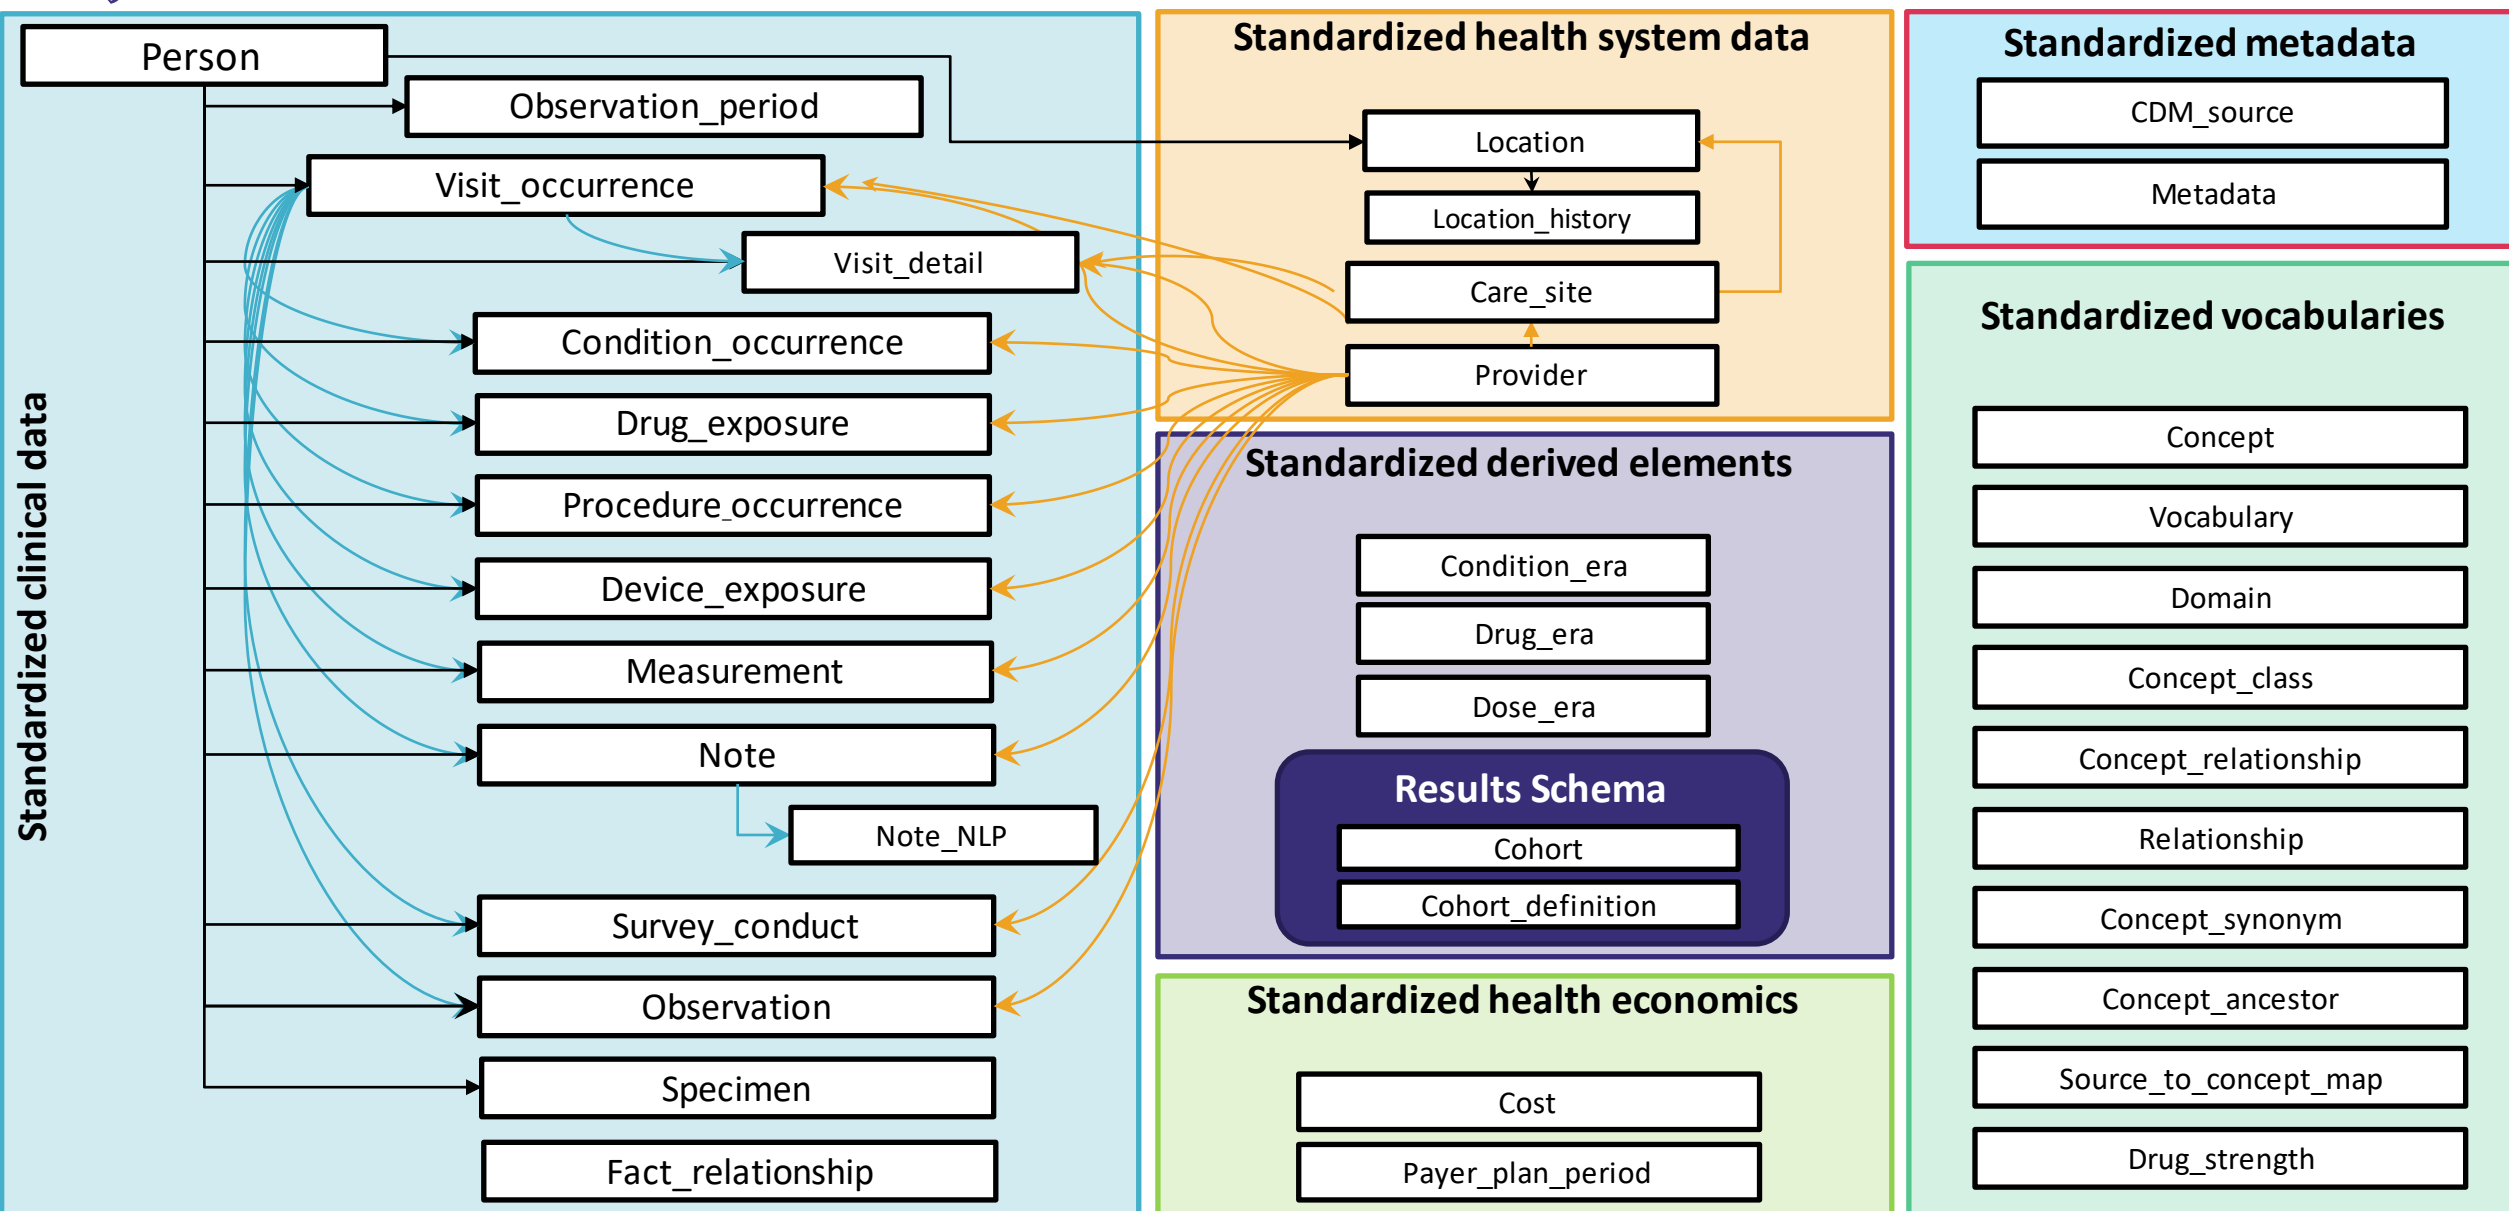 Person
Observation_period
Visit_occurrence
Visit_detail
Condition_occurrence
Drug_exposure
Procedure_occurrence
Device_exposure
Measurement
Note
Note_NLP
Survey_conduct
Observation
Specimen
Fact_relationship
Standardized clinical data
Standardized health system data
Location
Location_history
Care_site
Provider
Standardized derived elements
Condition_era
Drug_era
Dose_era
Results Schema
Cohort
Cohort_definition
Standardized health economics
Cost
Payer_plan_period
Standardized metadata
CDM_source
Metadata
Standardized vocabularies
Concept
Vocabulary
Domain
Concept_class
Concept_relationship
Relationship
Concept_synonym
Concept_ancestor
Source_to_concept_map
Drug_strength